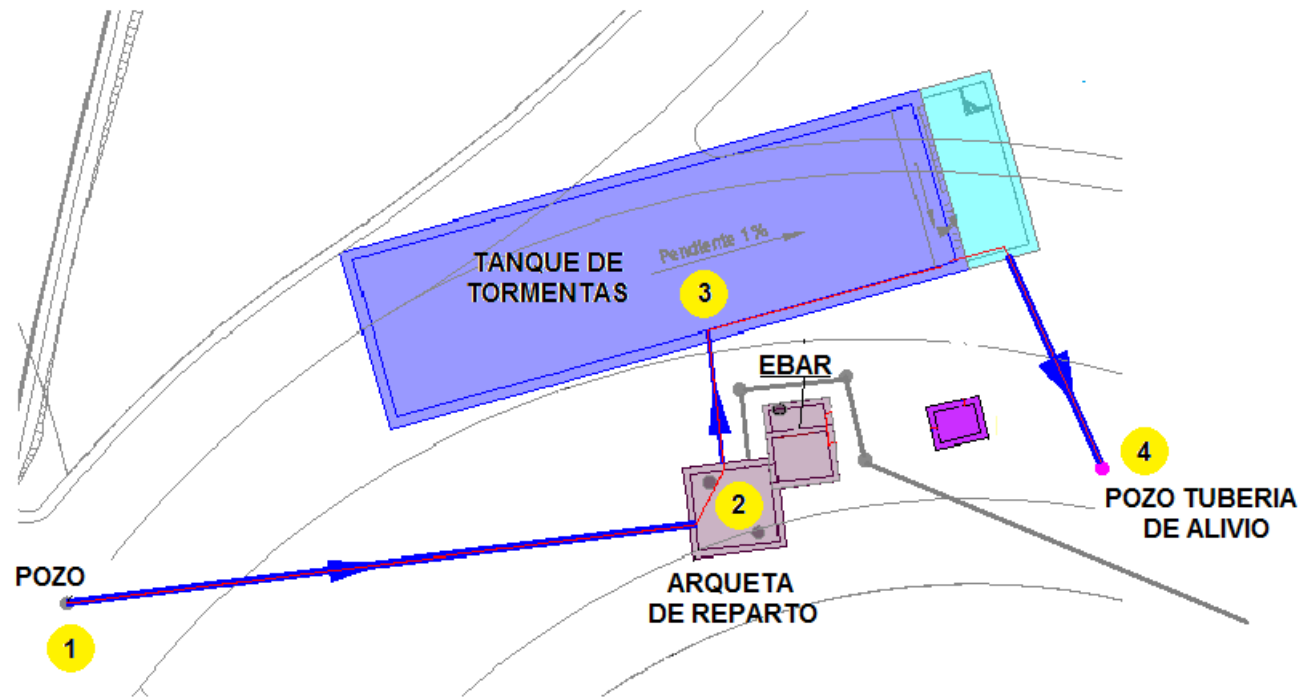 TANQUE DE
TORMENTAS
Pendiente 1%
3
EBAR
4
POZO TUBERIA
DE ALIVIO
2
POZO
1
ARQUETA
DE REPARTO